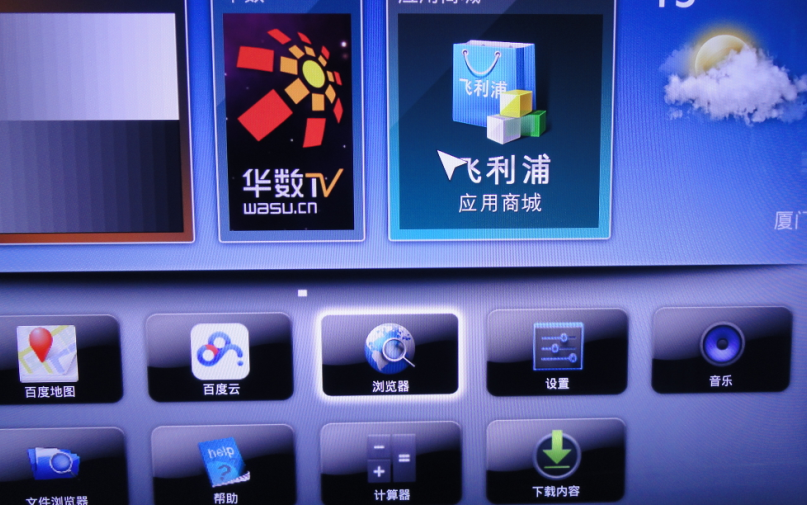 飞利浦
华数TV
wasu.cn
飞利浦
应用商城
厦门
百度地图
百度云
浏览器
设置
音乐
文件浏览器
help
?
帮助
计算器
下载内容